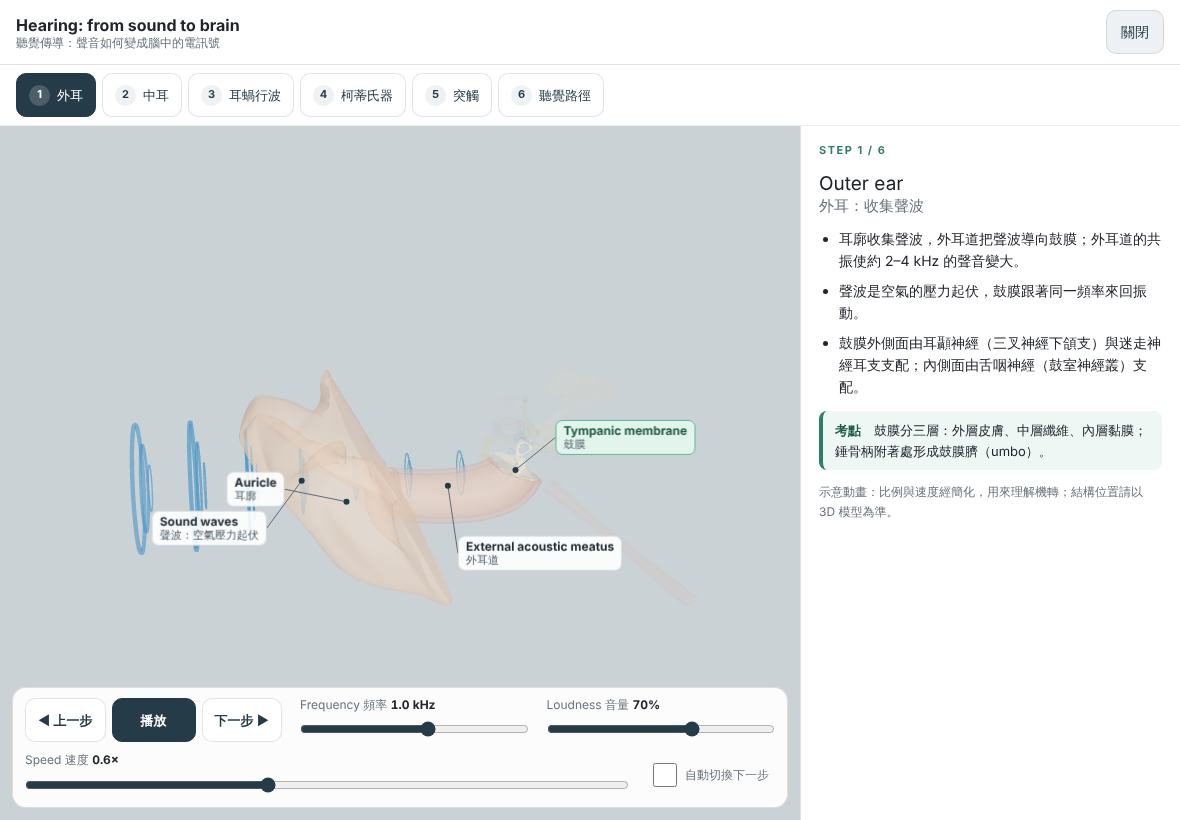 Hearing: from sound to brain
聽覺傳導：聲音如何變成腦中的電訊號
關閉
1 外耳
2 中耳
3 耳蝸行波
4 柯蒂氏器
5 突觸
6 聽覺路徑
Tympanic membrane
鼓膜
Auricle
耳廓
Sound waves
聲波：空氣壓力起伏
External acoustic meatus
外耳道
◀ 上一步
播放
下一步 ▶
Frequency 頻率 1.0 kHz
Loudness 音量 70%
Speed 速度 0.6×
自動切換下一步
STEP 1 / 6
Outer ear
外耳：收集聲波
耳廓收集聲波，外耳道把聲波導向鼓膜；外耳道的共
振使約 2–4 kHz 的聲音變大。
聲波是空氣的壓力起伏，鼓膜跟著同一頻率來回振
動。
鼓膜外側面由耳顳神經（三叉神經下頜支）與迷走神
經耳支支配；內側面由舌咽神經（鼓室神經叢）支
配。
考點 鼓膜分三層：外層皮膚、中層纖維、內層黏膜；
錘骨柄附著處形成鼓膜臍（umbo）。
示意動畫：比例與速度經簡化，用來理解機轉；結構位置請以
3D 模型為準。